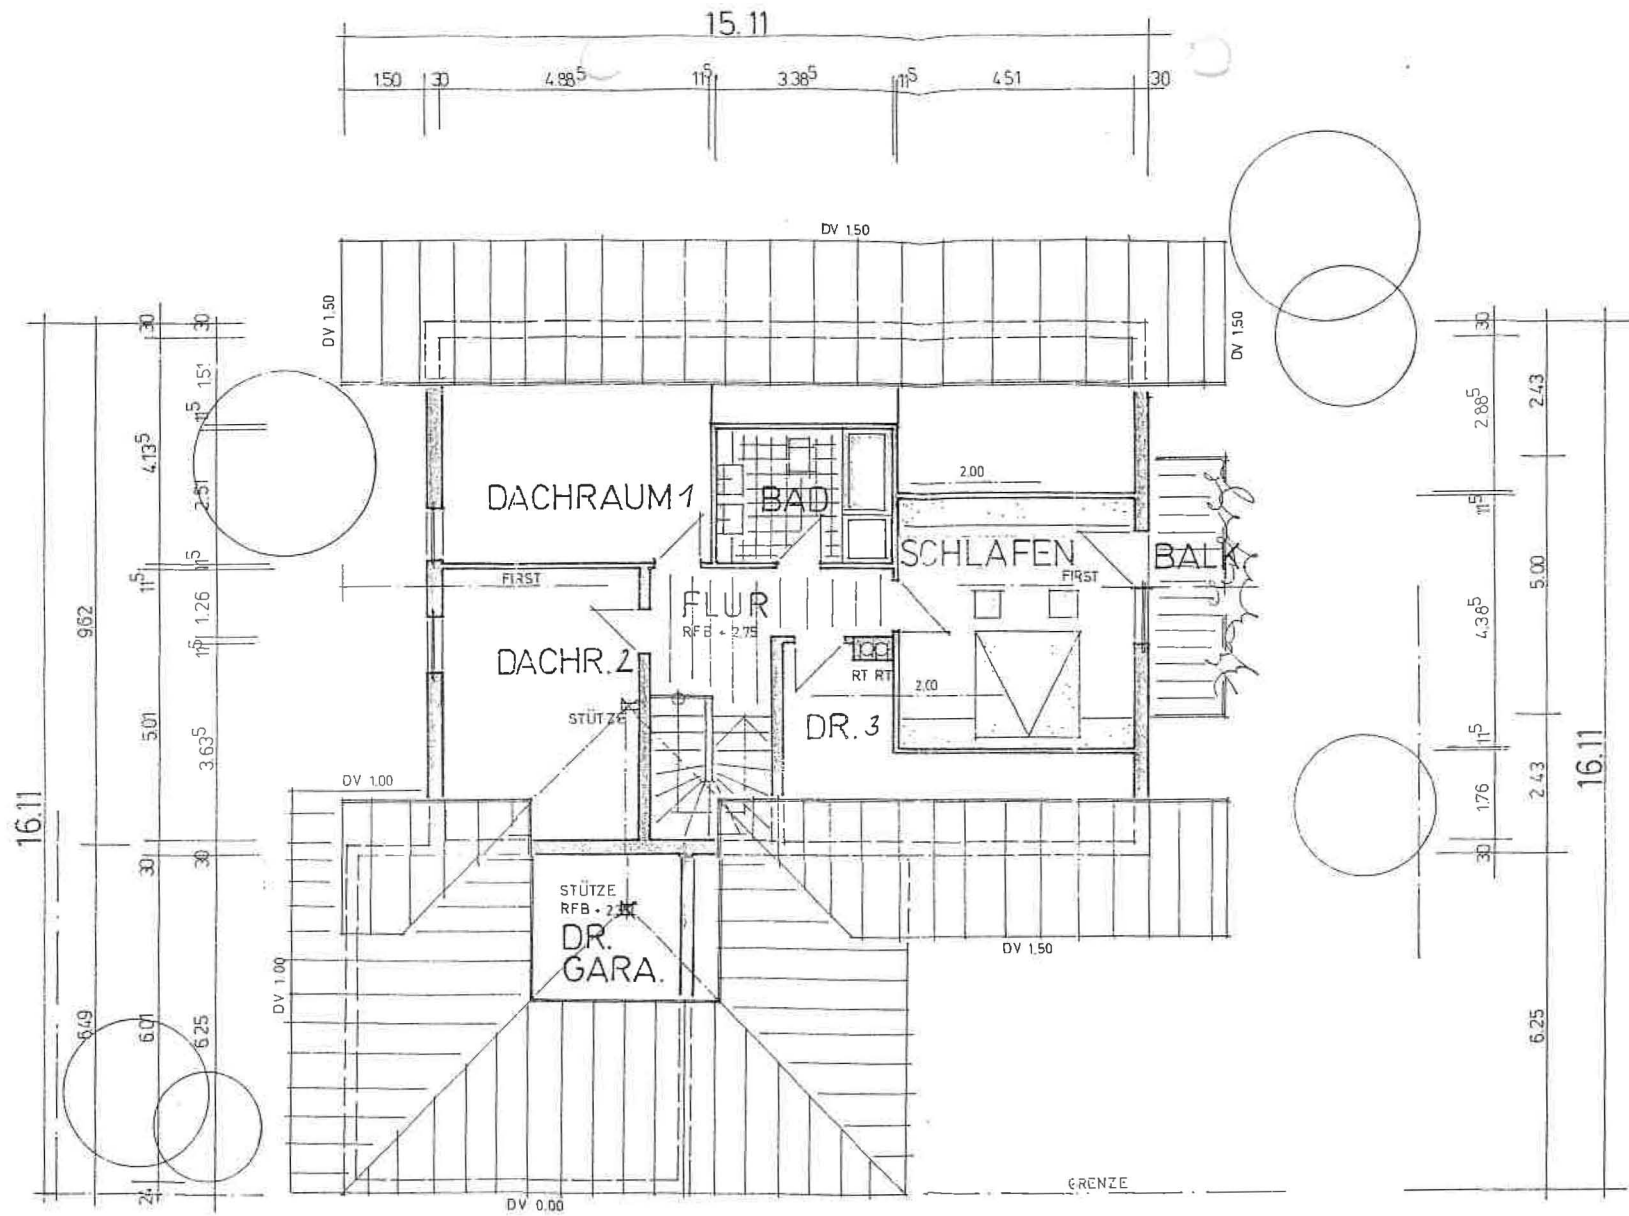 15.11
1.50 30 4.88⁵ 11⁵ 3.38⁵ 11⁵ 4.51 30
DV 1.50
DV 1.50
DV 1.50
30
30
1.51
11⁵
4.13⁵
2.51
11⁵
11⁵
1.26
11⁵
9.62
5.01
3.63⁵
16.11
30
30
6.49
6.01
6.25
24
30
2.88⁵
2.43
11⁵
5.00
4.38⁵
11⁵
2.43
1.76
16.11
30
6.25
DACHRAUM 1
BAD
2.00
SCHLAFEN
BALK
FIRST
FIRST
FLUR
RFB + 2.75
DACHR. 2
RT RT
2.00
STÜTZE
DR. 3
DV 1.00
STÜTZE
DR.
GARA.
DV 1.50
DV 1.00
GRENZE
DV 0.00